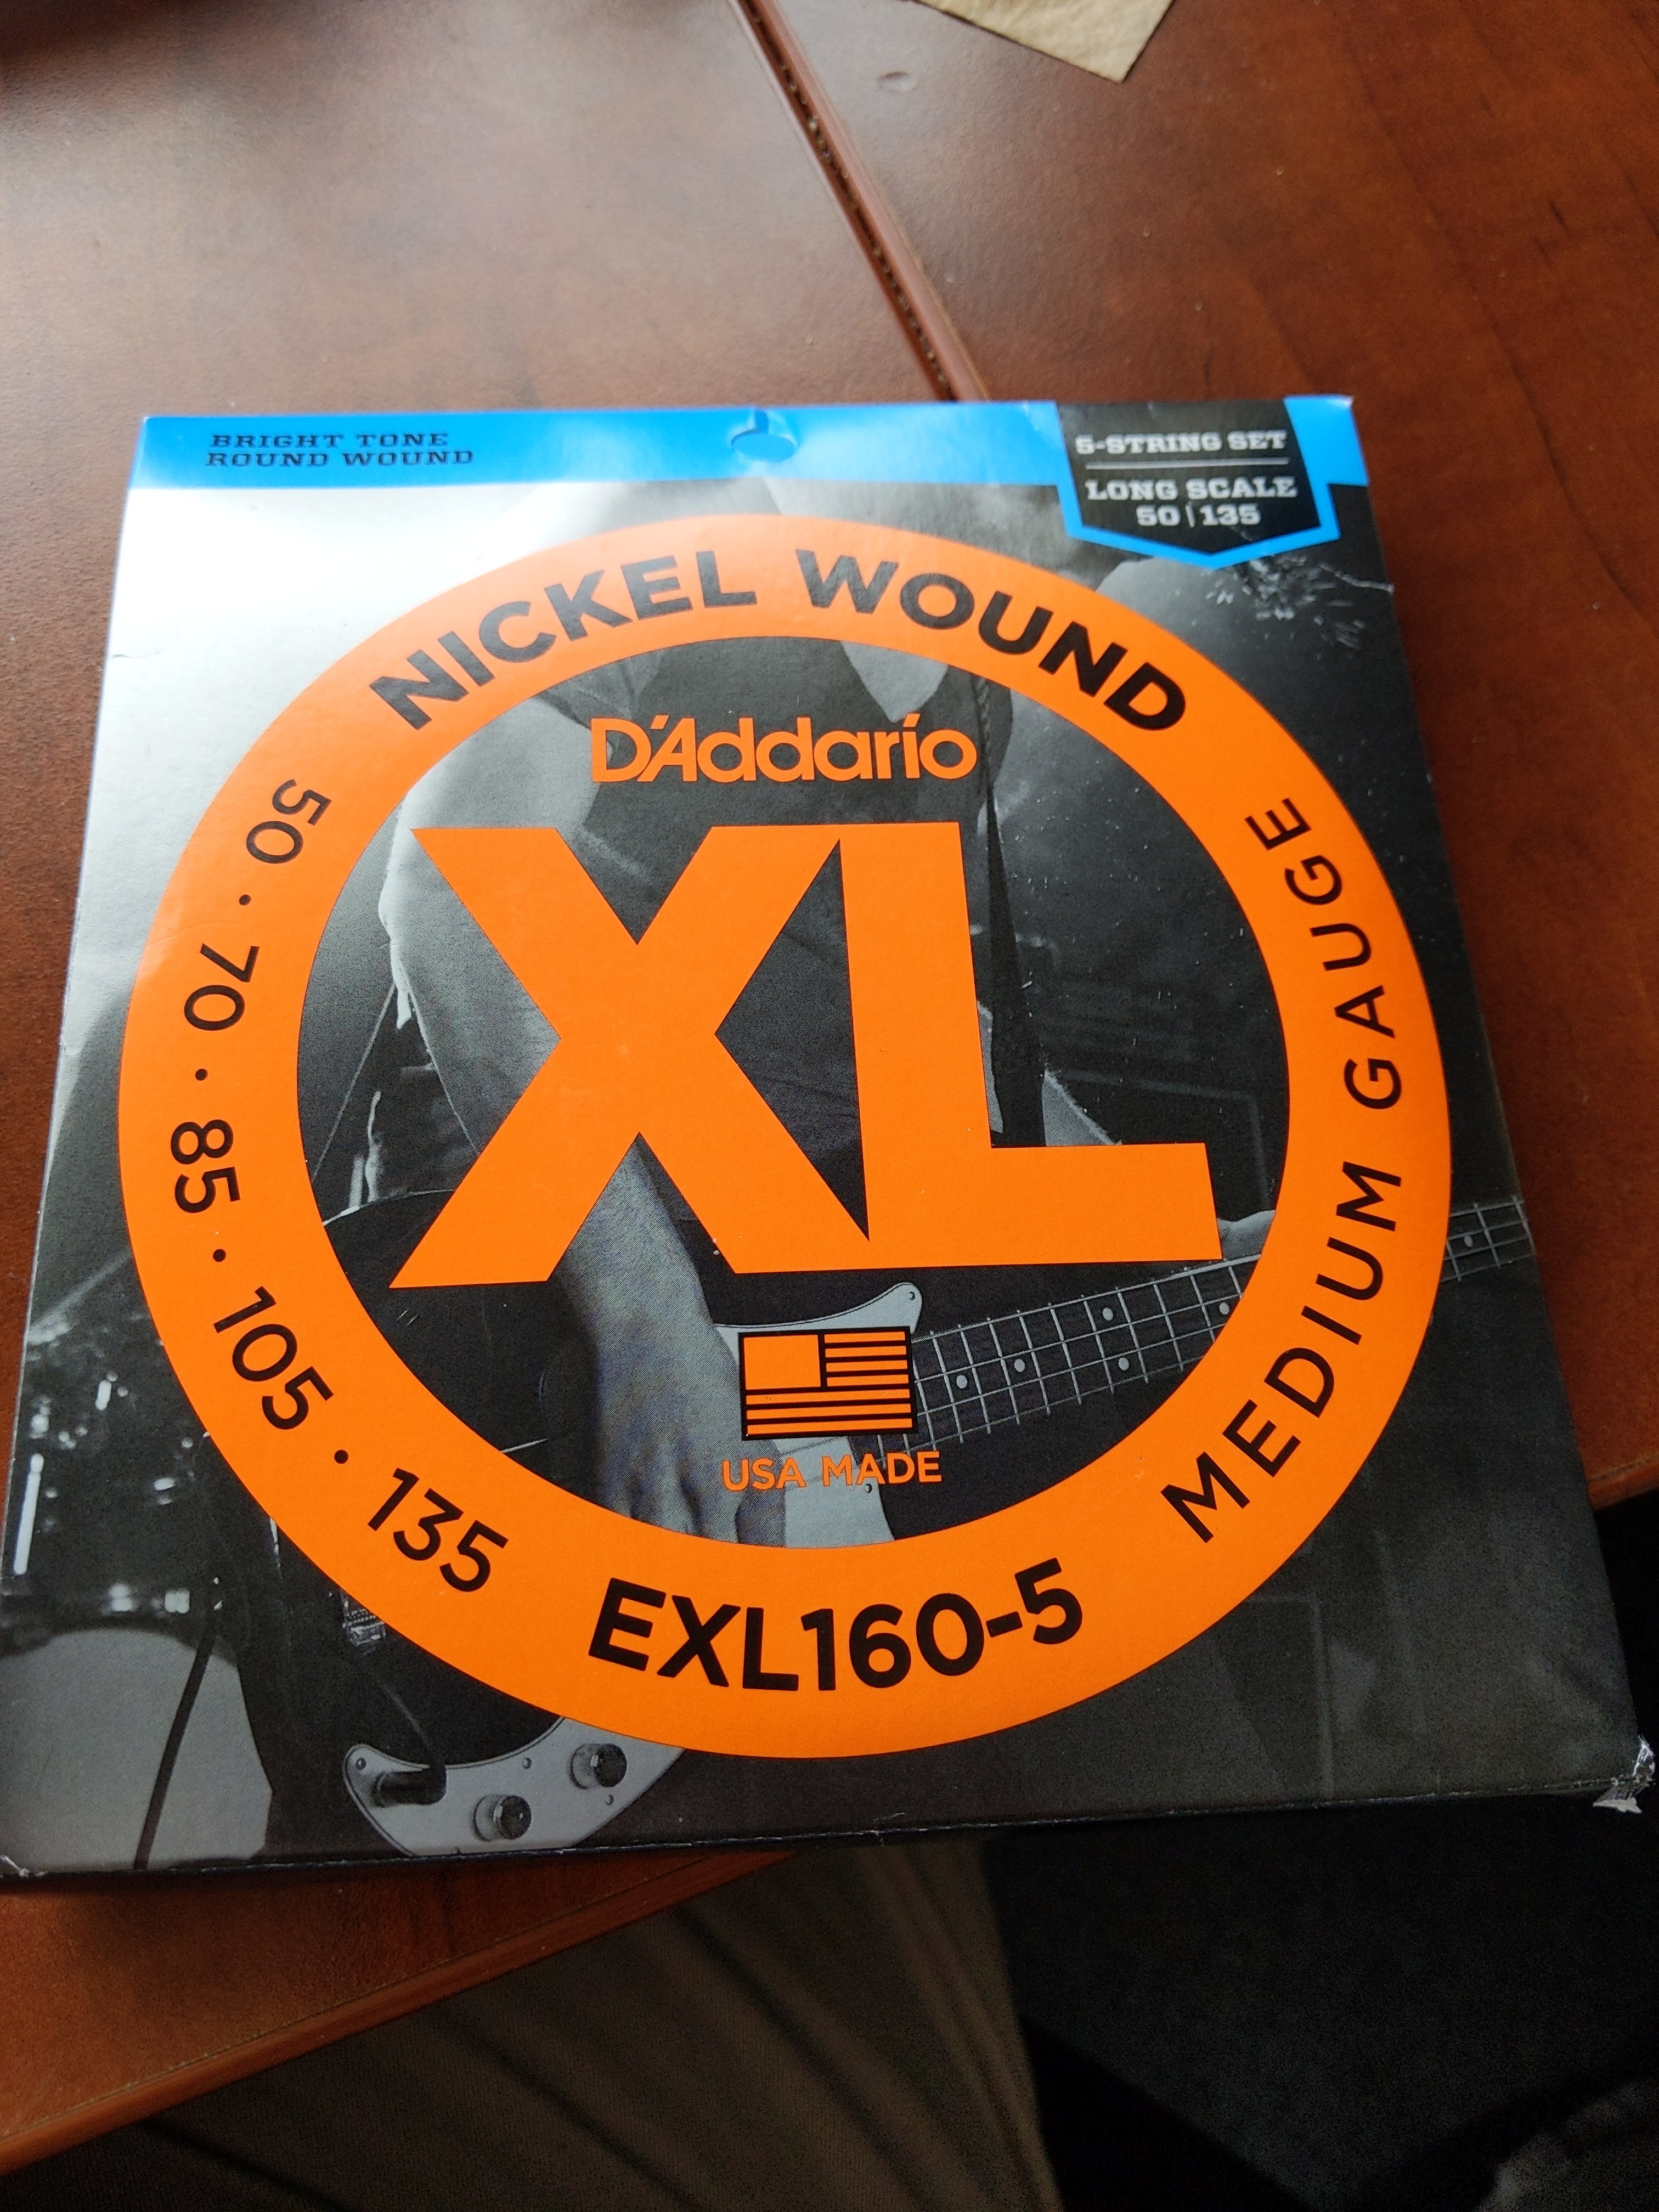 BRIGHT TONE
ROUND WOUND
5-STRING SET
LONG SCALE
50 | 135
NICKEL WOUND
D'Addario
XL
USA MADE
50 · 70 · 85 · 105 · 135
EXL160-5
MEDIUM GAUGE